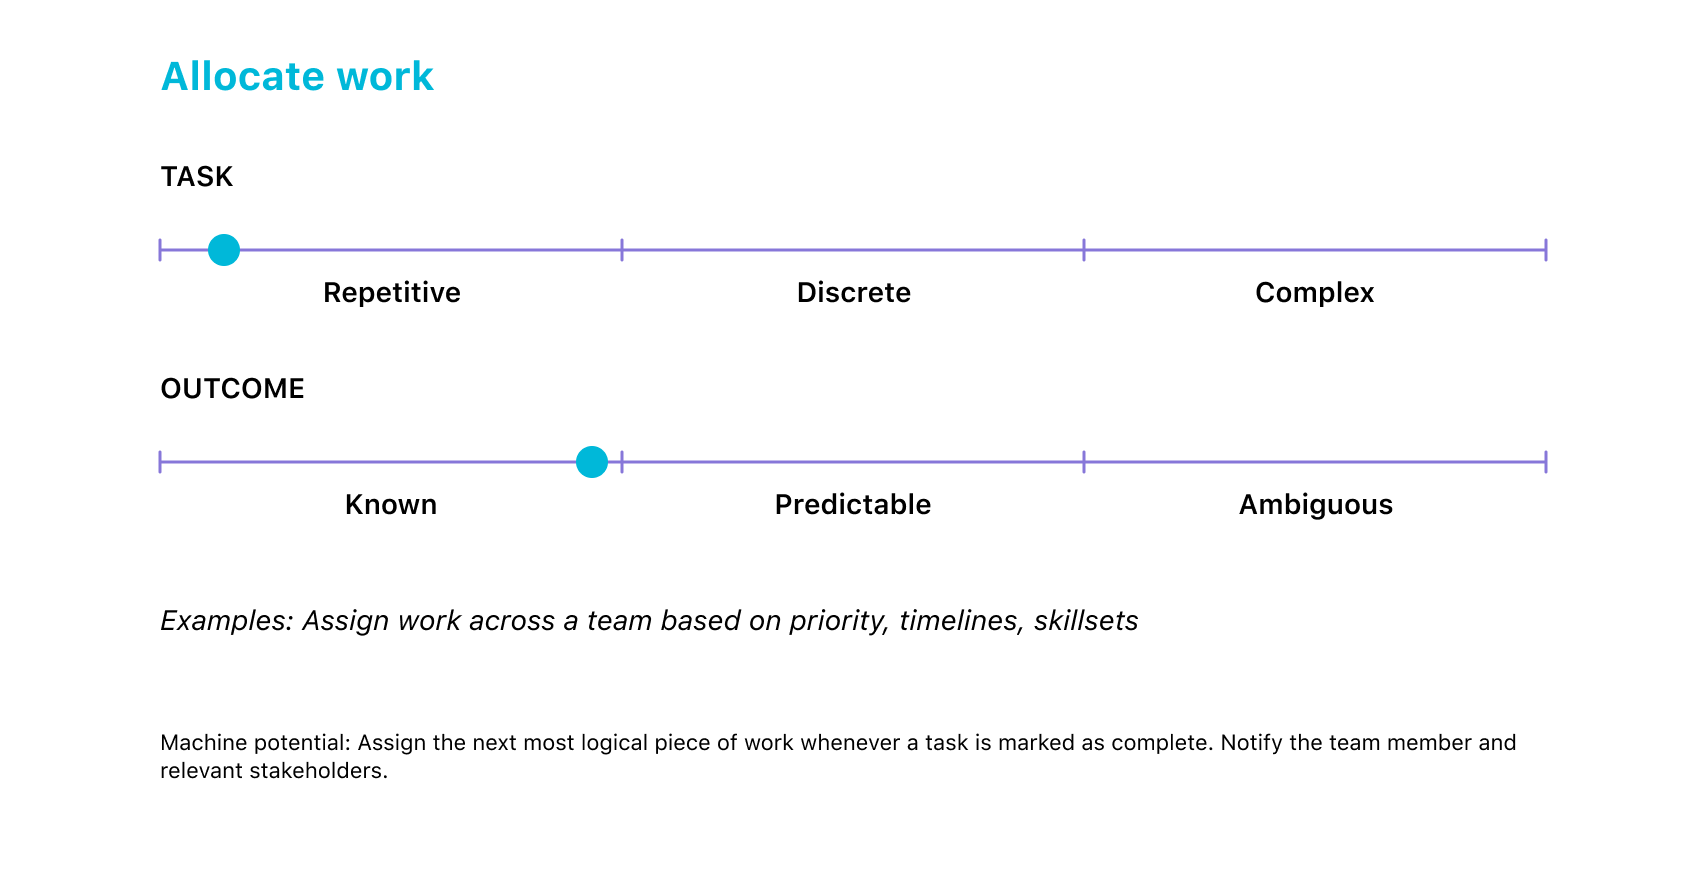 Allocate work
TASK
Repetitive
Discrete
Complex
OUTCOME
Known
Predictable
Ambiguous
Examples: Assign work across a team based on priority, timelines, skillsets
Machine potential: Assign the next most logical piece of work whenever a task is marked as complete. Notify the team member and
relevant stakeholders.